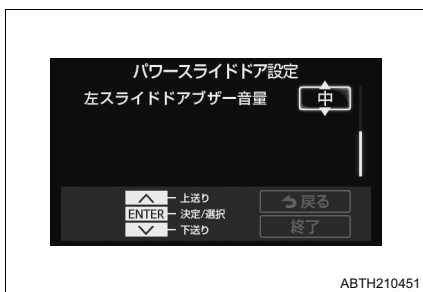 パワースライドドア設定
左スライドドアブザー音量 中
上送り
ENTER 決定/選択
下送り
戻る
終了
ABTH210451